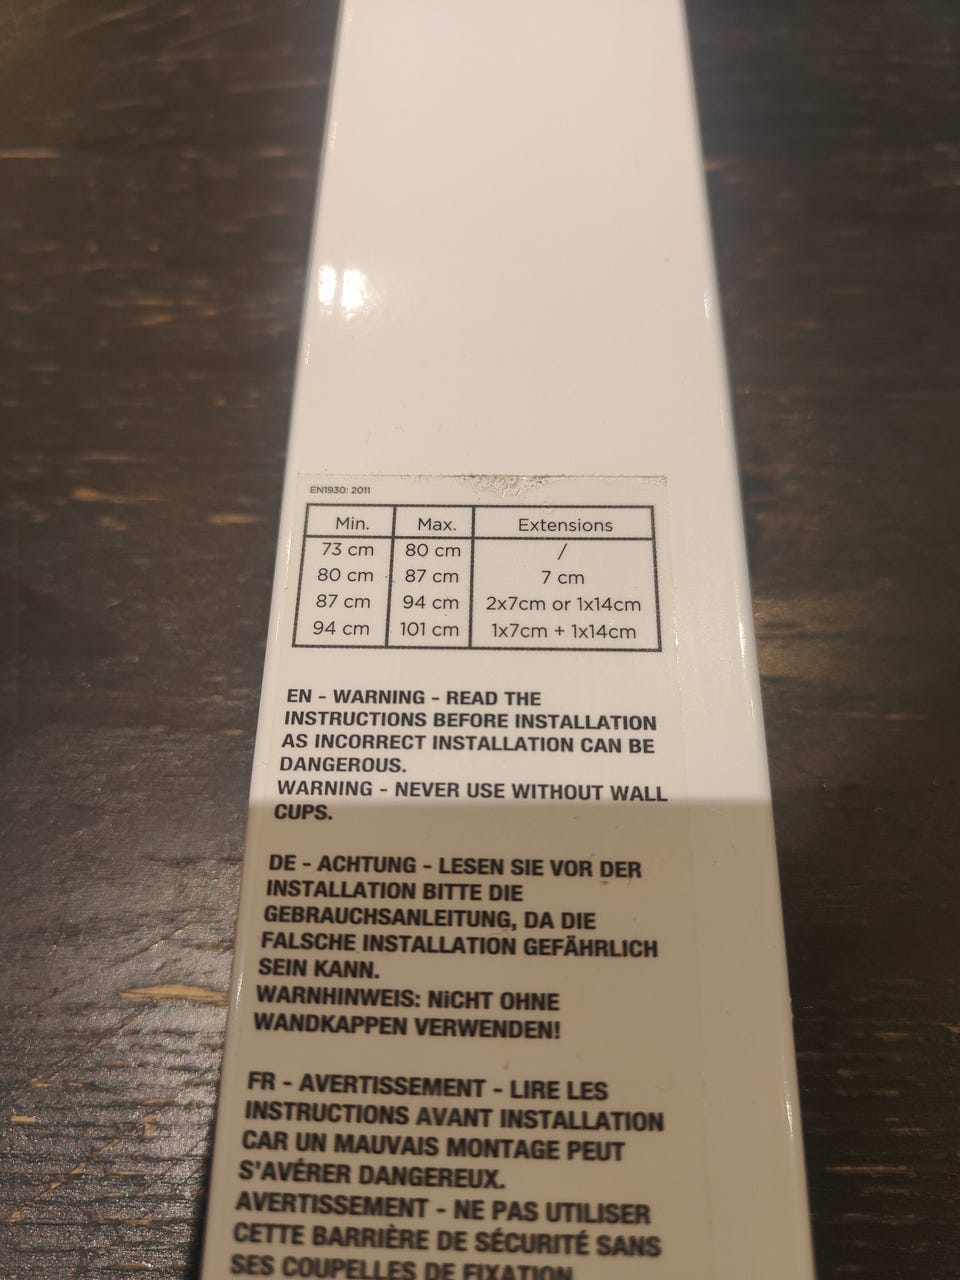 EN1930: 2011
Min. Max. Extensions
73 cm 80 cm /
80 cm 87 cm 7 cm
87 cm 94 cm 2x7cm or 1x14cm
94 cm 101 cm 1x7cm + 1x14cm
EN - WARNING - READ THE
INSTRUCTIONS BEFORE INSTALLATION
AS INCORRECT INSTALLATION CAN BE
DANGEROUS.
WARNING - NEVER USE WITHOUT WALL
CUPS.
DE - ACHTUNG - LESEN SIE VOR DER
INSTALLATION BITTE DIE
GEBRAUCHSANLEITUNG, DA DIE
FALSCHE INSTALLATION GEFÄHRLICH
SEIN KANN.
WARNHINWEIS: NiCHT OHNE
WANDKAPPEN VERWENDEN!
FR - AVERTISSEMENT - LIRE LES
INSTRUCTIONS AVANT INSTALLATION
CAR UN MAUVAIS MONTAGE PEUT
S'AVÉRER DANGEREUX.
AVERTISSEMENT - NE PAS UTILISER
CETTE BARRIÈRE DE SÉCURITÉ SANS
SES COUPELLES DE FIXATION